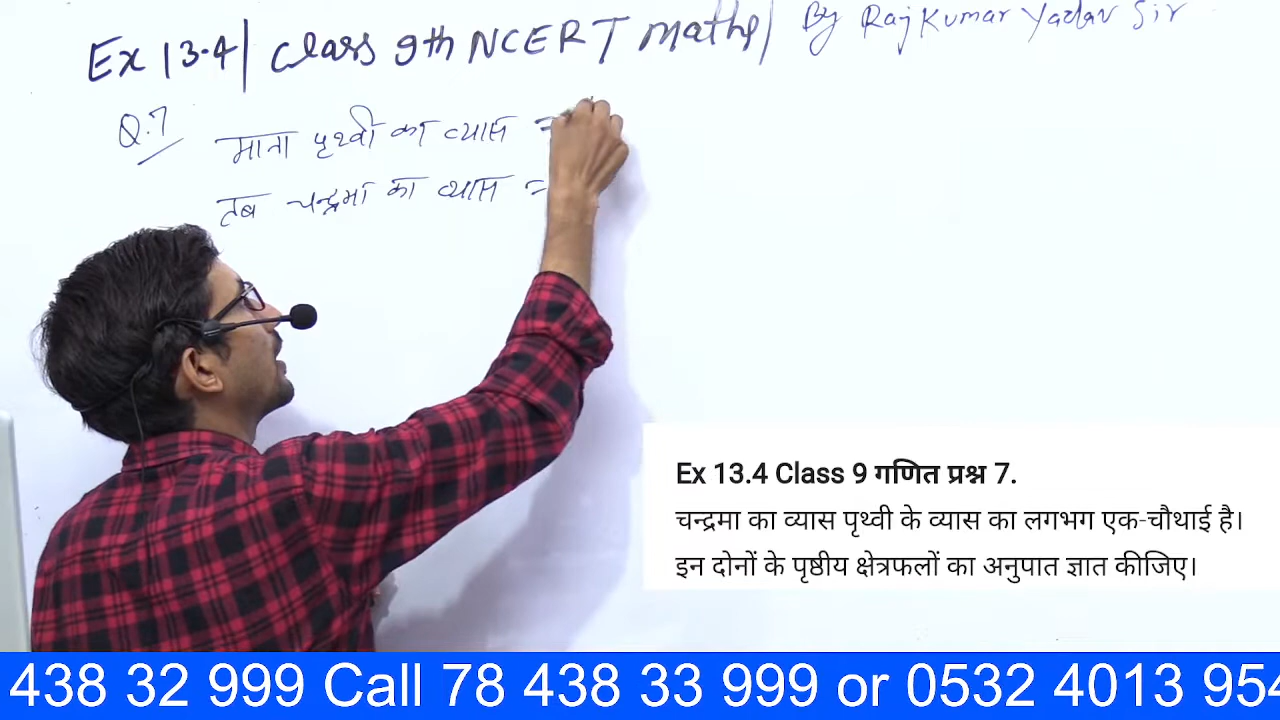 Ex 13.4 | Class 9th NCERT maths | By Raj Kumar Yadav Sir
Q.7 माना पृथ्वी का व्यास =
तब चन्द्रमा का व्यास =
Ex 13.4 Class 9 गणित प्रश्न 7.
चन्द्रमा का व्यास पृथ्वी के व्यास का लगभग एक-चौथाई है।
इन दोनों के पृष्ठीय क्षेत्रफलों का अनुपात ज्ञात कीजिए।
438 32 999 Call 78 438 33 999 or 0532 4013 954